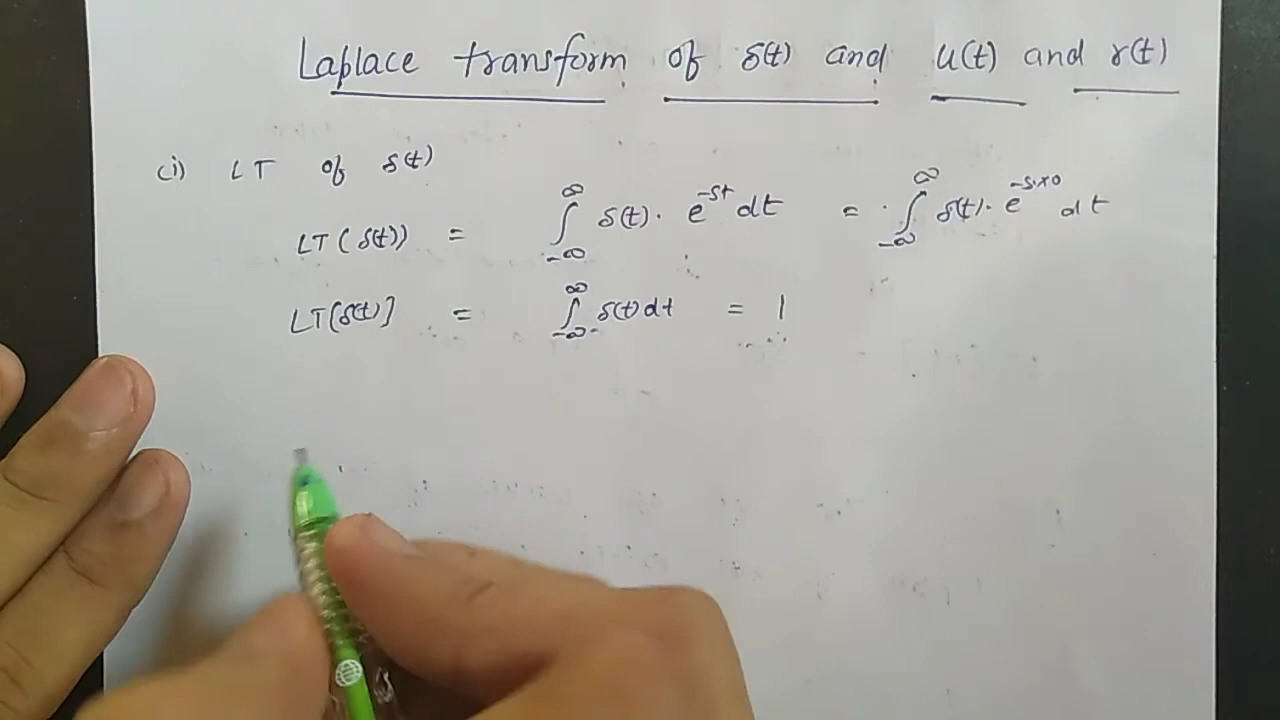 Laplace transform of δ(t) and u(t) and r(t)
(i) LT of δ(t)
LT(δ(t)) = ∫_{-∞}^{∞} δ(t). e^{-st} dt = ∫_{-∞}^{∞} δ(t). e^{-s×0} dt
LT[δ(t)] = ∫_{-∞}^{∞} δ(t) dt = 1